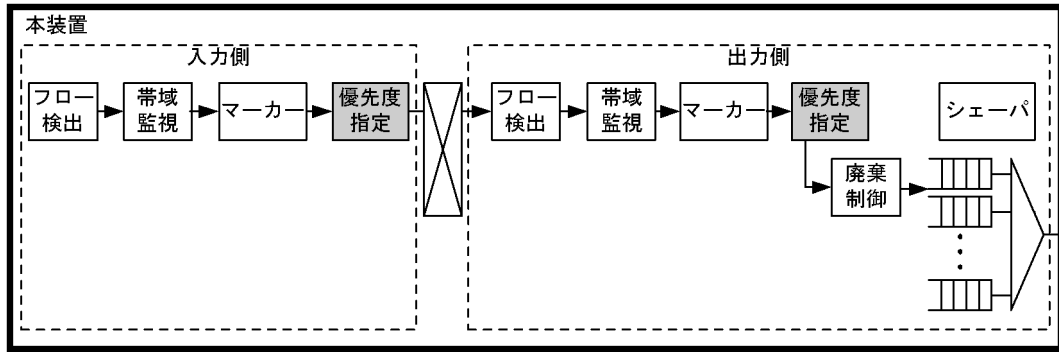 本装置
入力側
フロー
検出
帯域
監視
マーカー
優先度
指定
出力側
フロー
検出
帯域
監視
マーカー
優先度
指定
シェーパ
廃棄
制御